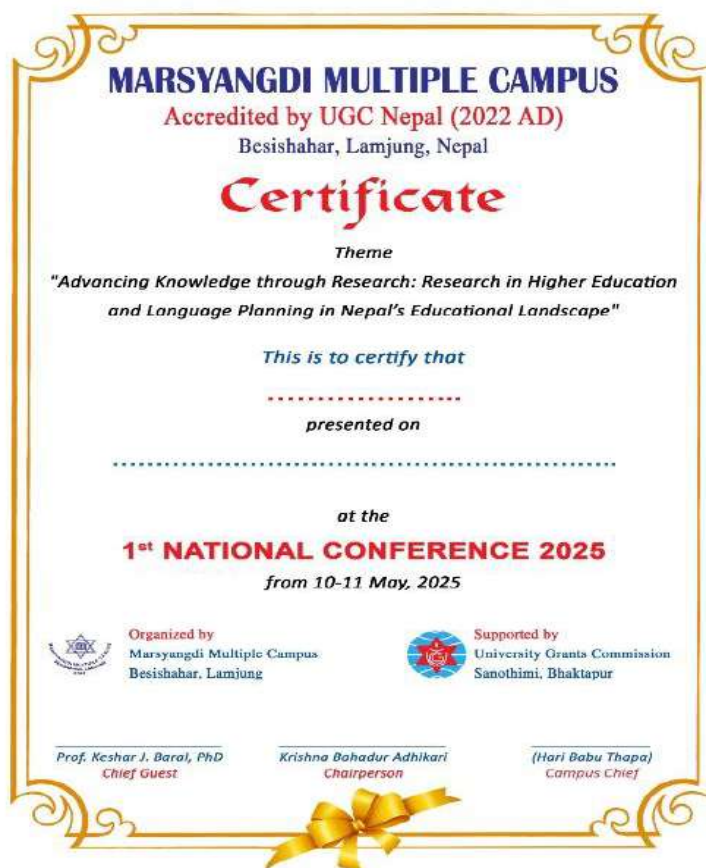 MARSYANGDI MULTIPLE CAMPUS
Accredited by UGC Nepal (2022 AD)
Besishahar, Lamjung, Nepal
Certificate
Theme
"Advancing Knowledge through Research: Research in Higher Education
and Language Planning in Nepal's Educational Landscape"
This is to certify that
.....................
presented on
..........................................................
at the
1st NATIONAL CONFERENCE 2025
from 10-11 May, 2025
Organized by
Marsyangdi Multiple Campus
Besishahar, Lamjung
Supported by
University Grants Commission
Sanothimi, Bhaktapur
Prof. Keshar J. Baral, PhD
Chief Guest
Krishna Bahadur Adhikari
Chairperson
(Hari Babu Thapa)
Campus Chief